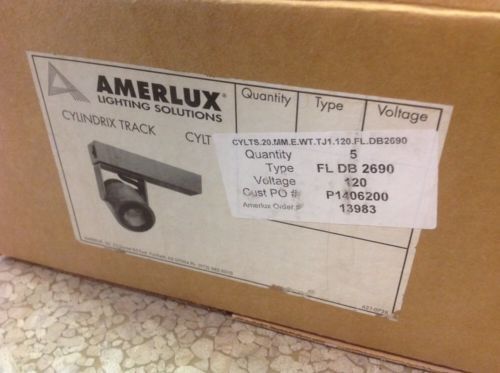 AMERLUX®
LIGHTING SOLUTIONS
CYLINDRIX TRACK CYLT
Quantity Type Voltage
CYLTS.20.MM.E.WT.TJ1.120.FL.DB2690
Quantity 5
Type FL DB 2690
Voltage 120
Cust PO #: P1406200
Amerlux Order#: 13983